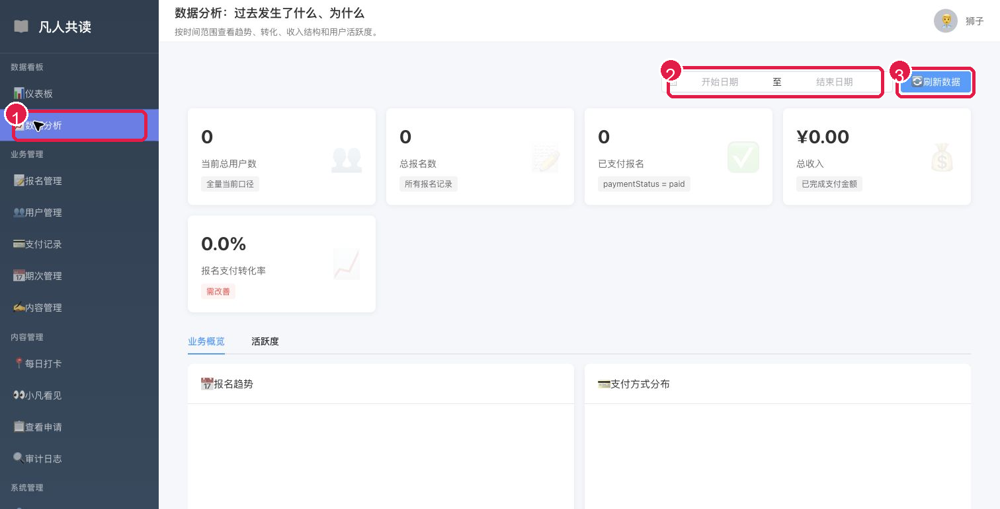 凡人共读
数据看板
仪表板
数据分析
业务管理
报名管理
用户管理
支付记录
期次管理
内容管理
内容管理
每日打卡
小凡看见
查看申请
审计日志
系统管理
数据分析：过去发生了什么、为什么
按时间范围查看趋势、转化、收入结构和用户活跃度。
狮子
1
2
开始日期 至 结束日期
3
刷新数据
0
当前总用户数
全量当前口径
0
总报名数
所有报名记录
0
已支付报名
paymentStatus = paid
¥0.00
总收入
已完成支付金额
0.0%
报名支付转化率
需改善
业务概览 活跃度
17
报名趋势
支付方式分布